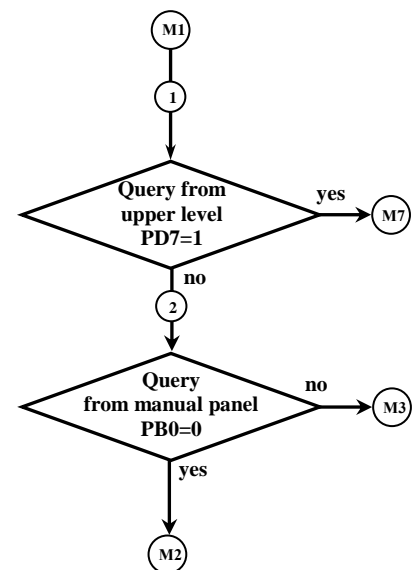 M1
1
Query from
upper level
PD7=1
yes
M7
no
2
Query
from manual panel
PB0=0
no
M3
yes
M2